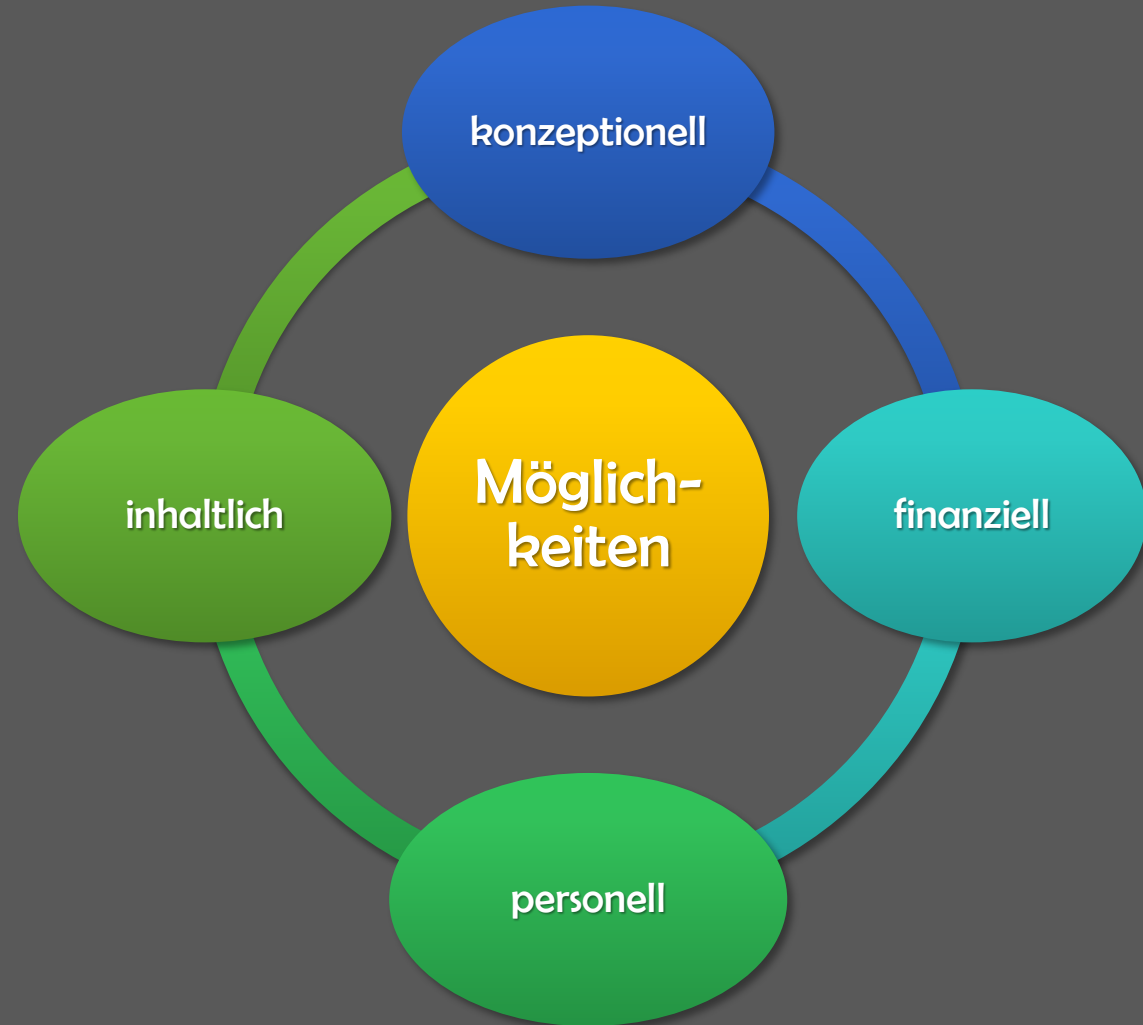 konzeptionell
inhaltlich
Möglich-
keiten
finanziell
personell